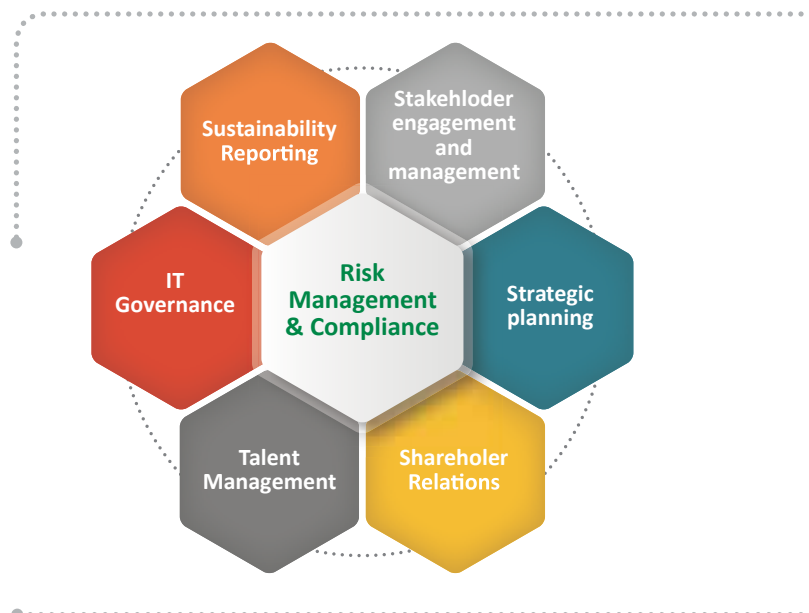 Sustainability
Reporting
Stakehloder
engagement
and
management
IT
Governance
Risk
Management
& Compliance
Strategic
planning
Talent
Management
Shareholer
Relations